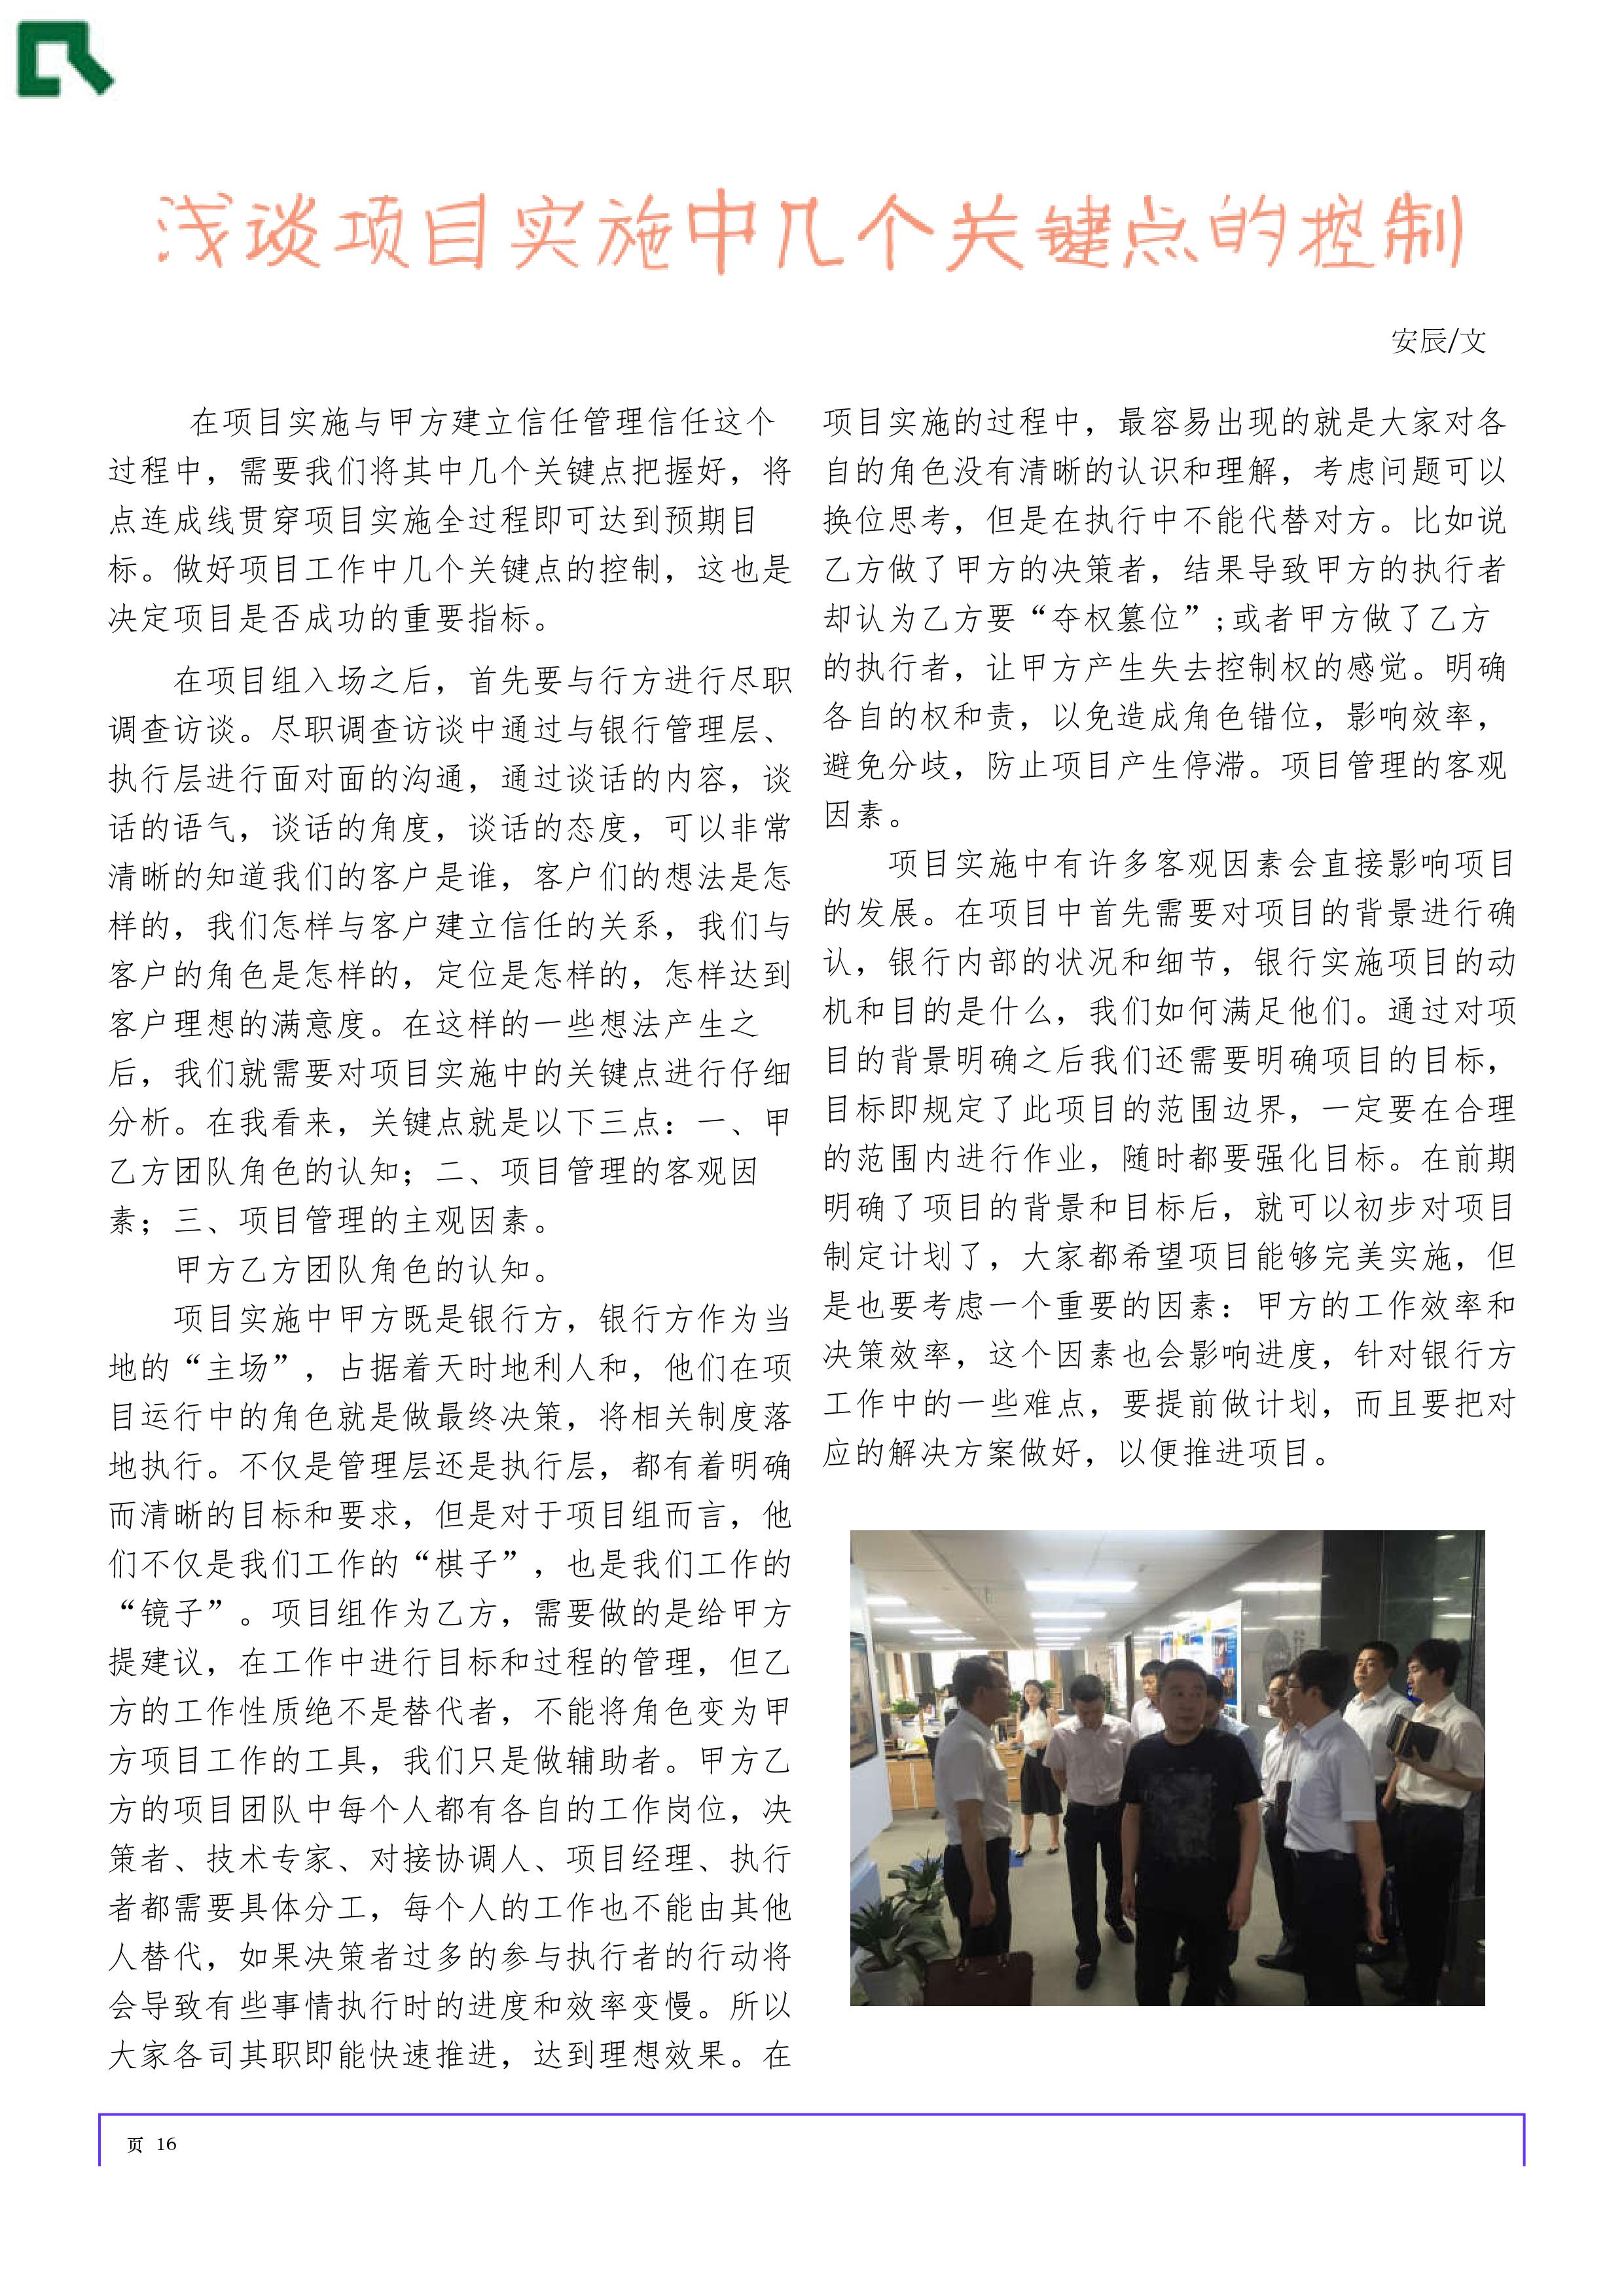 浅谈项目实施中几个关键点的控制
安辰/文
在项目实施与甲方建立信任管理信任这个
过程中，需要我们将其中几个关键点把握好，将
点连成线贯穿项目实施全过程即可达到预期目
标。做好项目工作中几个关键点的控制，这也是
决定项目是否成功的重要指标。
在项目组入场之后，首先要与行方进行尽职
调查访谈。尽职调查访谈中通过与银行管理层、
执行层进行面对面的沟通，通过谈话的内容，谈
话的语气，谈话的角度，谈话的态度，可以非常
清晰的知道我们的客户是谁，客户们的想法是怎
样的，我们怎样与客户建立信任的关系，我们与
客户的角色是怎样的，定位是怎样的，怎样达到
客户理想的满意度。在这样的一些想法产生之
后，我们就需要对项目实施中的关键点进行仔细
分析。在我看来，关键点就是以下三点：一、甲
乙方团队角色的认知；二、项目管理的客观因
素；三、项目管理的主观因素。
甲方乙方团队角色的认知。
项目实施中甲方既是银行方，银行方作为当
地的“主场”，占据着天时地利人和，他们在项
目运行中的角色就是做最终决策，将相关制度落
地执行。不仅是管理层还是执行层，都有着明确
而清晰的目标和要求，但是对于项目组而言，他
们不仅是我们工作的“棋子”，也是我们工作的
“镜子”。项目组作为乙方，需要做的是给甲方
提建议，在工作中进行目标和过程的管理，但乙
方的工作性质绝不是替代者，不能将角色变为甲
方项目工作的工具，我们只是做辅助者。甲方乙
方的项目团队中每个人都有各自的工作岗位，决
策者、技术专家、对接协调人、项目经理、执行
者都需要具体分工，每个人的工作也不能由其他
人替代，如果决策者过多的参与执行者的行动将
会导致有些事情执行时的进度和效率变慢。所以
大家各司其职即能快速推进，达到理想效果。在
项目实施的过程中，最容易出现的就是大家对各
自的角色没有清晰的认识和理解，考虑问题可以
换位思考，但是在执行中不能代替对方。比如说
乙方做了甲方的决策者，结果导致甲方的执行者
却认为乙方要“夺权篡位”;或者甲方做了乙方
的执行者，让甲方产生失去控制权的感觉。明确
各自的权和责，以免造成角色错位，影响效率，
避免分歧，防止项目产生停滞。项目管理的客观
因素。
项目实施中有许多客观因素会直接影响项目
的发展。在项目中首先需要对项目的背景进行确
认，银行内部的状况和细节，银行实施项目的动
机和目的是什么，我们如何满足他们。通过对项
目的背景明确之后我们还需要明确项目的目标，
目标即规定了此项目的范围边界，一定要在合理
的范围内进行作业，随时都要强化目标。在前期
明确了项目的背景和目标后，就可以初步对项目
制定计划了，大家都希望项目能够完美实施，但
是也要考虑一个重要的因素：甲方的工作效率和
决策效率，这个因素也会影响进度，针对银行方
工作中的一些难点，要提前做计划，而且要把对
应的解决方案做好，以便推进项目。
页 16